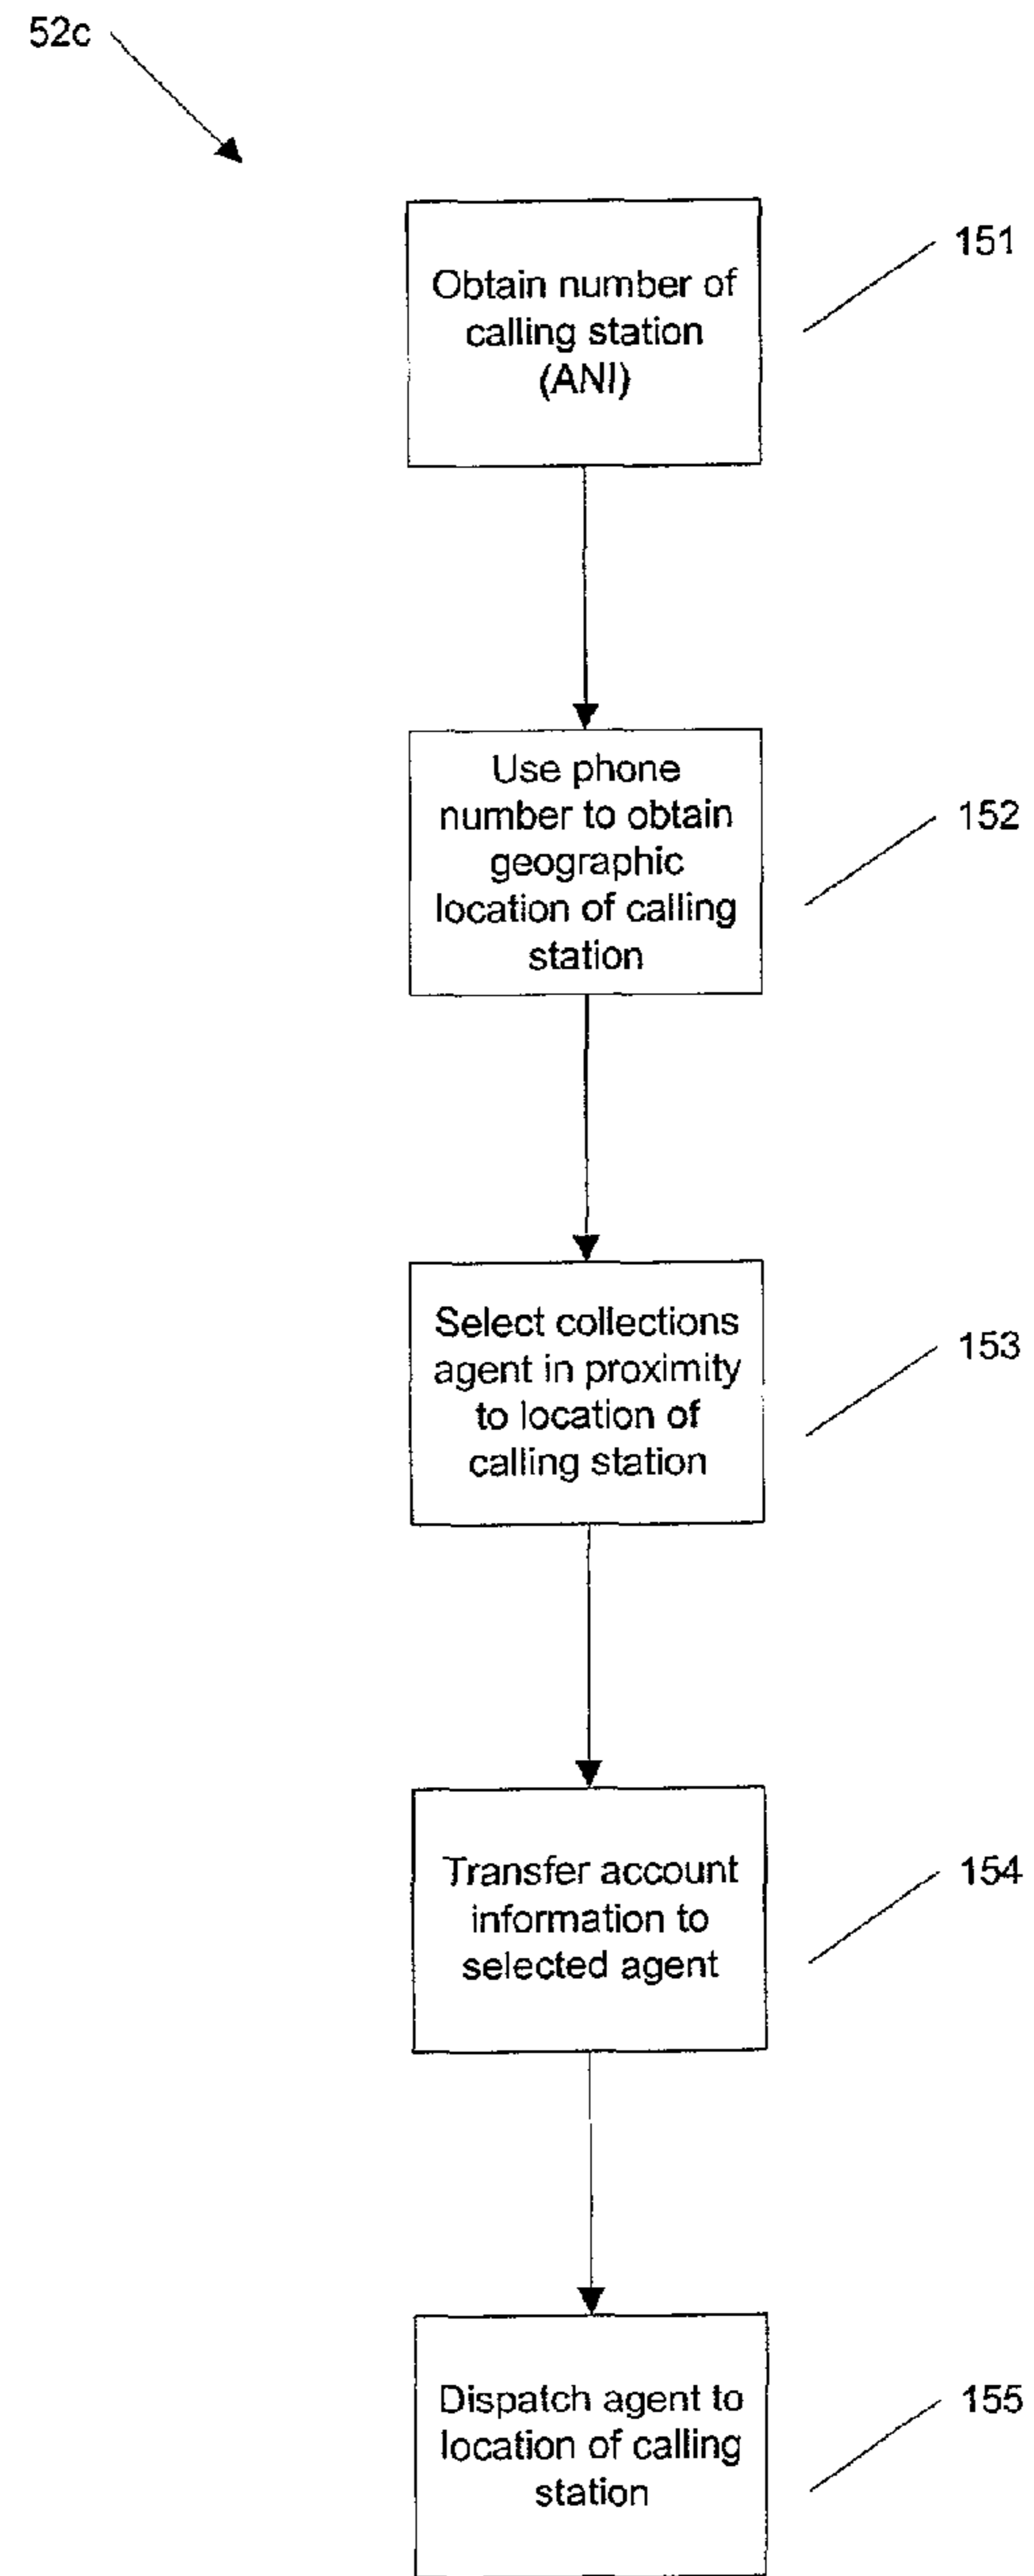 52c
151
Obtain number of
calling station
(ANI)
152
Use phone
number to obtain
geographic
location of calling
station
153
Select collections
agent in proximity
to location of
calling station
154
Transfer account
information to
selected agent
155
Dispatch agent to
location of calling
station